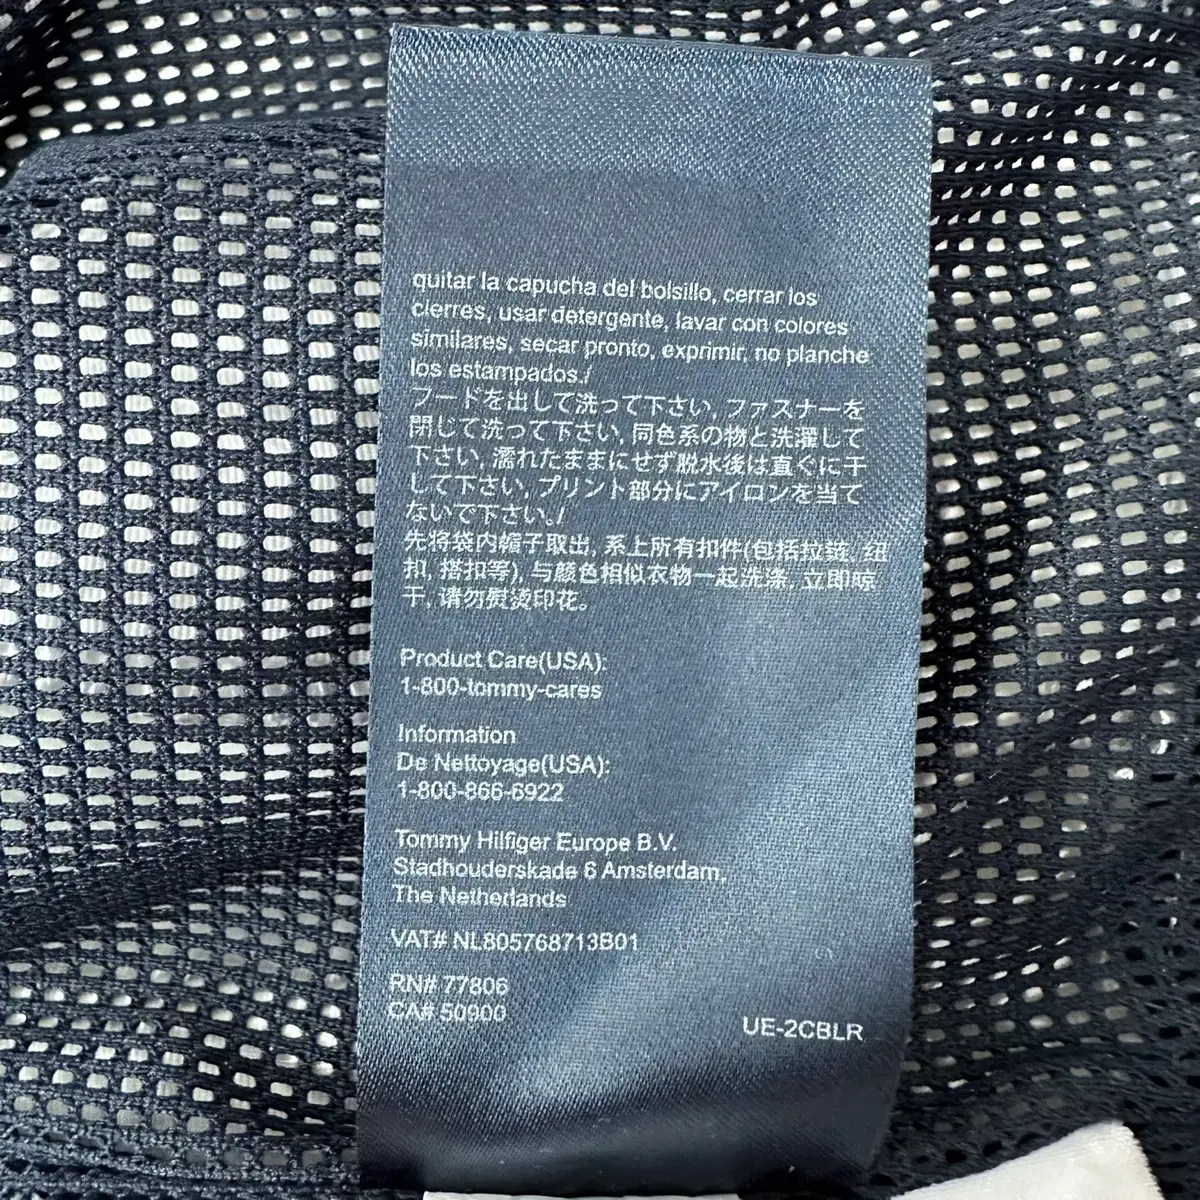 quitar la capucha del bolsillo, cerrar los
cierres, usar detergente, lavar con colores
similares, secar pronto, exprimir, no planche
los estampados./
フードを出して洗って下さい, ファスナーを
閉じて洗って下さい, 同色系の物と洗濯して
下さい, 濡れたままにせず脱水後は直ぐに干
して下さい, プリント部分にアイロンを当て
ないで下さい。/
先将袋内帽子取出, 系上所有扣件(包括拉链, 纽
扣, 搭扣等), 与颜色相似衣物一起洗涤, 立即晾
干, 请勿熨烫印花。
Product Care(USA):
1-800-tommy-cares
Information
De Nettoyage(USA):
1-800-866-6922
Tommy Hilfiger Europe B.V.
Stadhouderskade 6 Amsterdam,
The Netherlands
VAT# NL805768713B01
RN# 77806
CA# 50900
UE-2CBLR